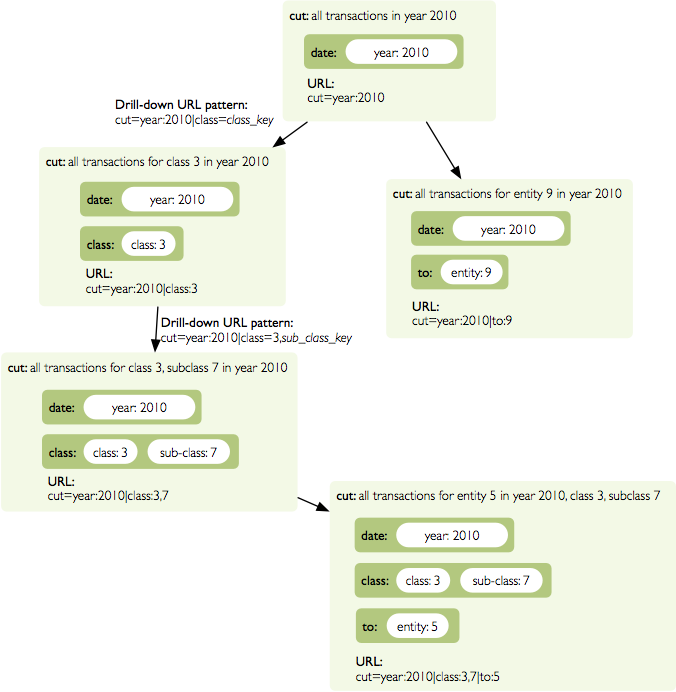 cut: all transactions in year 2010
date: year: 2010
URL:
cut=year:2010
Drill-down URL pattern:
cut=year:2010|class=class_key
cut: all transactions for class 3 in year 2010
date: year: 2010
class: class: 3
URL:
cut=year:2010|class:3
cut: all transactions for entity 9 in year 2010
date: year: 2010
to: entity: 9
URL:
cut=year:2010|to:9
Drill-down URL pattern:
cut=year:2010|class=3,sub_class_key
cut: all transactions for class 3, subclass 7 in year 2010
date: year: 2010
class: class: 3 sub-class: 7
URL:
cut=year:2010|class:3,7
cut: all transactions for entity 5 in year 2010, class 3, subclass 7
date: year: 2010
class: class: 3 sub-class: 7
to: entity: 5
URL:
cut=year:2010|class:3,7|to:5